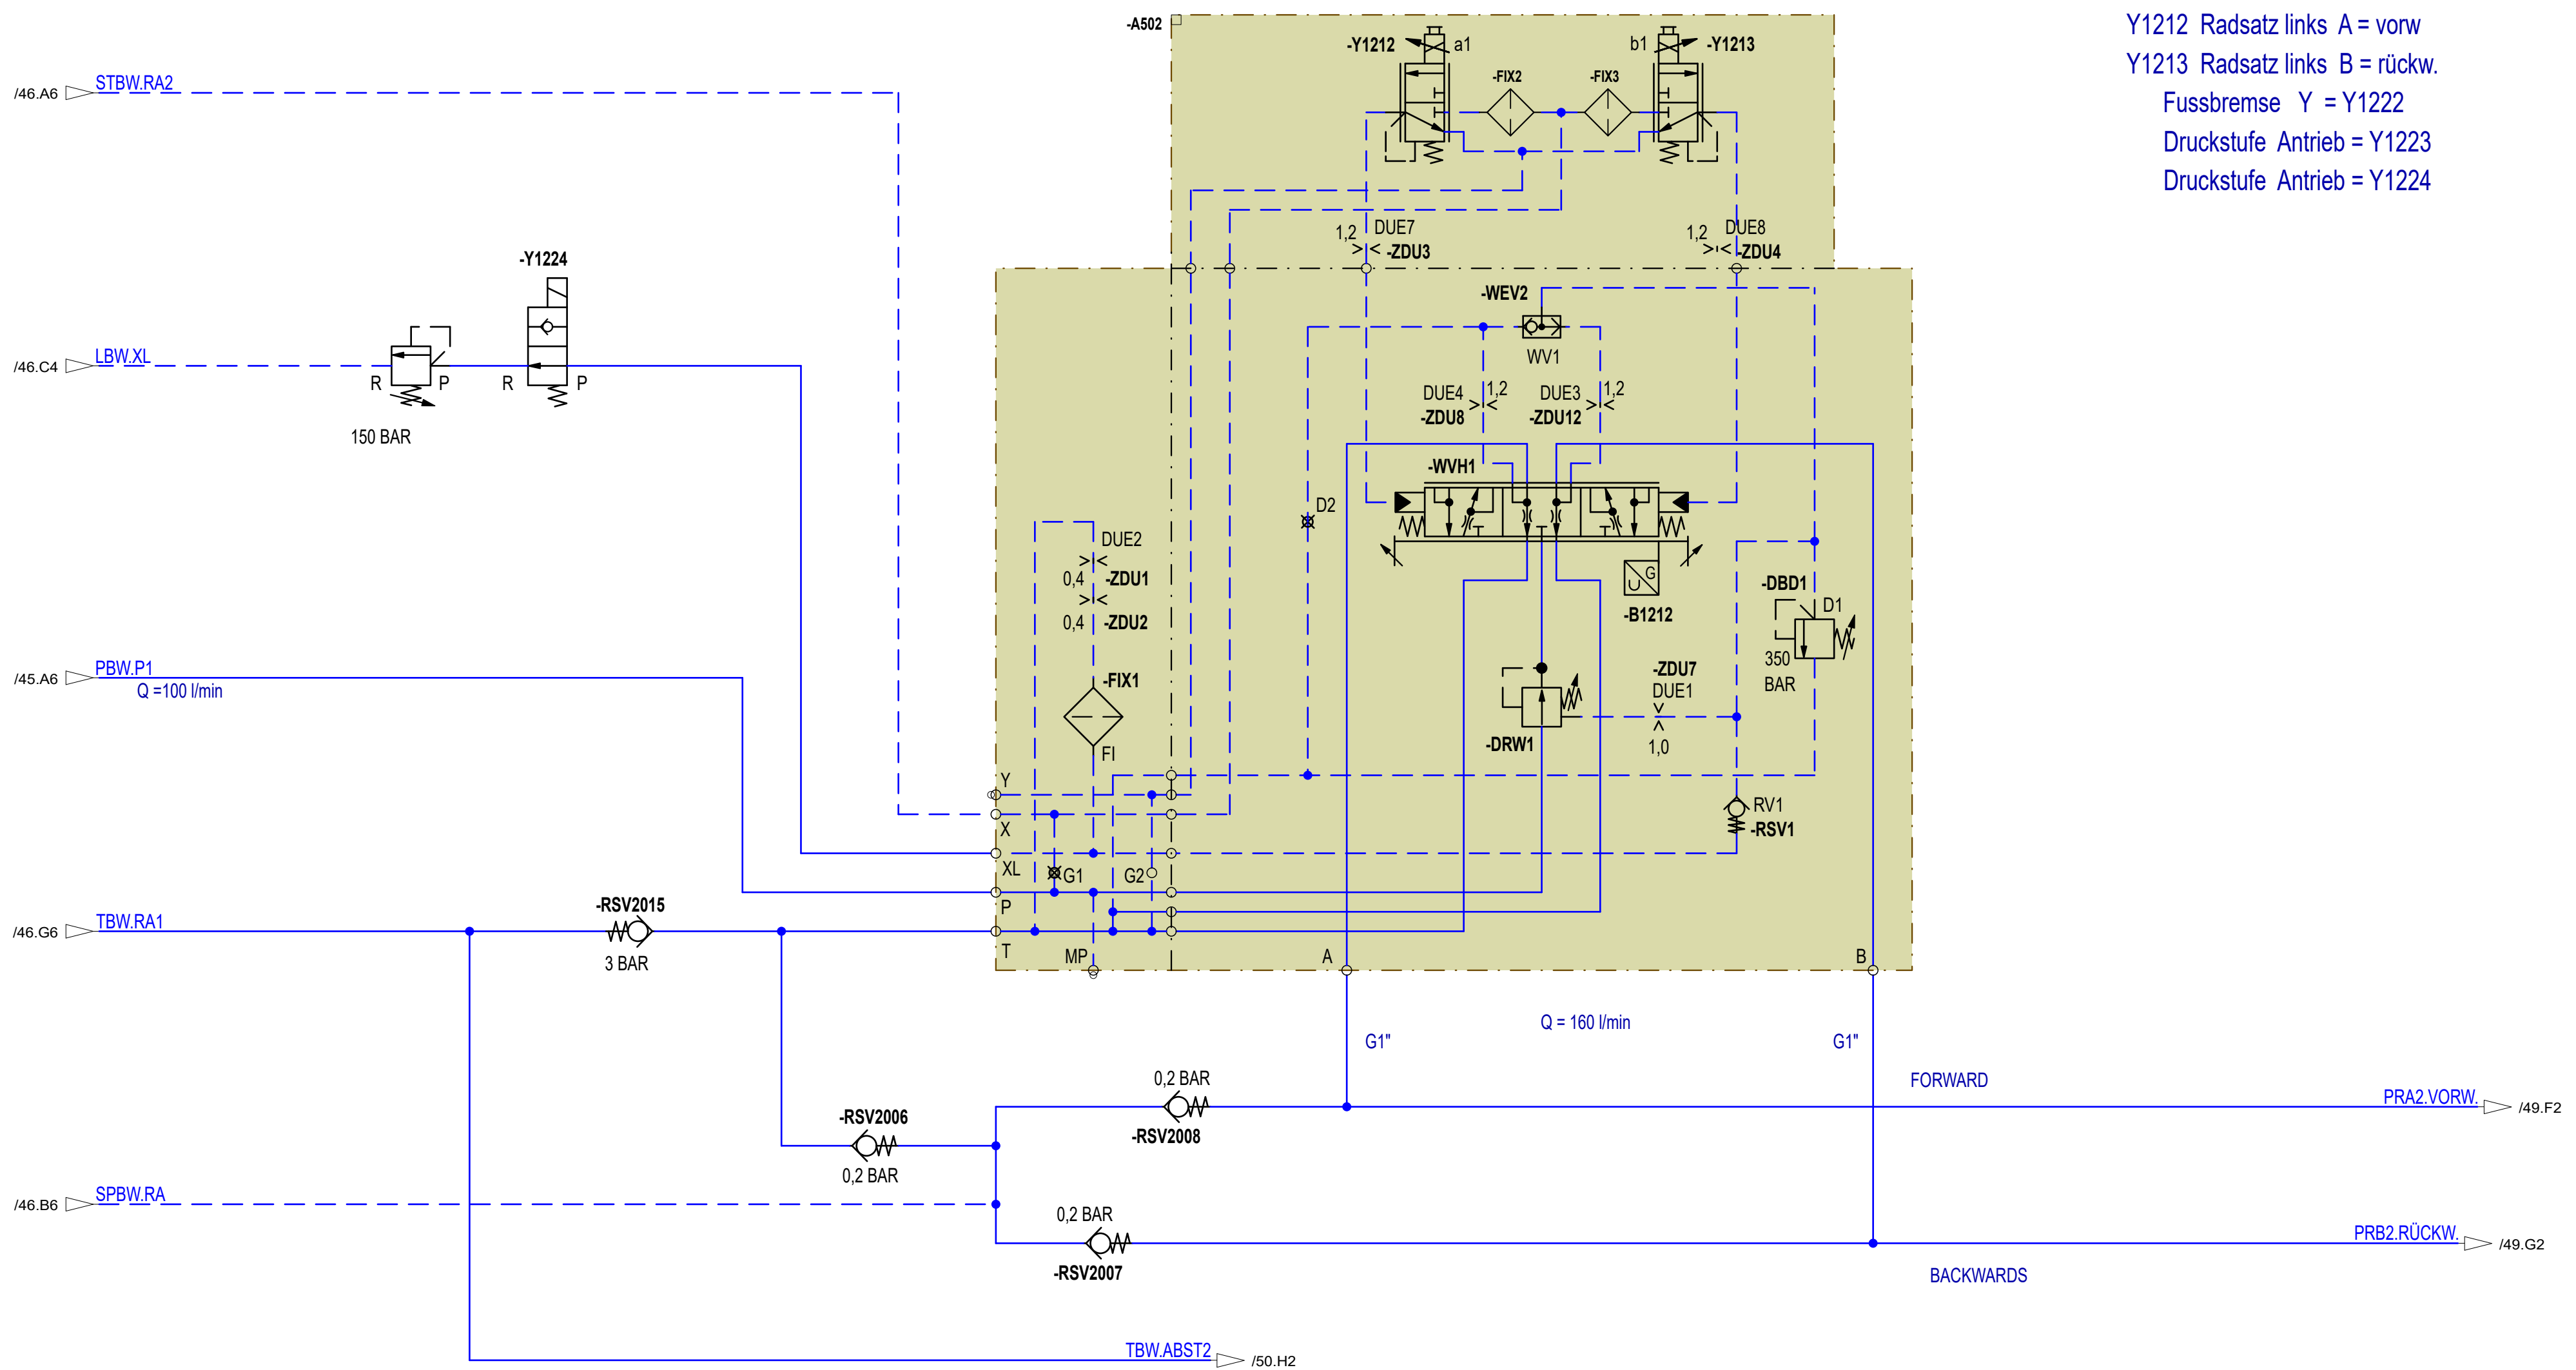 -A502
-Y1212 a1
b1 -Y1213
-FIX2
-FIX3
Y1212 Radsatz links A = vorw
Y1213 Radsatz links B = rückw.
Fussbremse Y = Y1222
Druckstufe Antrieb = Y1223
Druckstufe Antrieb = Y1224
/46.A6 STBW.RA2
1,2 DUE7
-ZDU3
1,2 DUE8
-ZDU4
-Y1224
-WEV2
WV1
/46.C4 LBW.XL
R P
R P
150 BAR
DUE4 1,2
-ZDU8
DUE3 1,2
-ZDU12
-WVH1
D2
DUE2
0,4 -ZDU1
0,4 -ZDU2
G
U
-B1212
-DBD1
D1
350
BAR
/45.A6 PBW.P1
Q =100 l/min
-FIX1
FI
-ZDU7
DUE1
1,0
-DRW1
Y
X
XL
P
T
G1
G2
MP
RV1
-RSV1
/46.G6 TBW.RA1
-RSV2015
3 BAR
A
B
Q = 160 l/min
G1"
G1"
0,2 BAR
-RSV2008
-RSV2006
0,2 BAR
FORWARD
PRA2.VORW. /49.F2
/46.B6 SPBW.RA
0,2 BAR
-RSV2007
PRB2.RÜCKW. /49.G2
BACKWARDS
TBW.ABST2 /50.H2